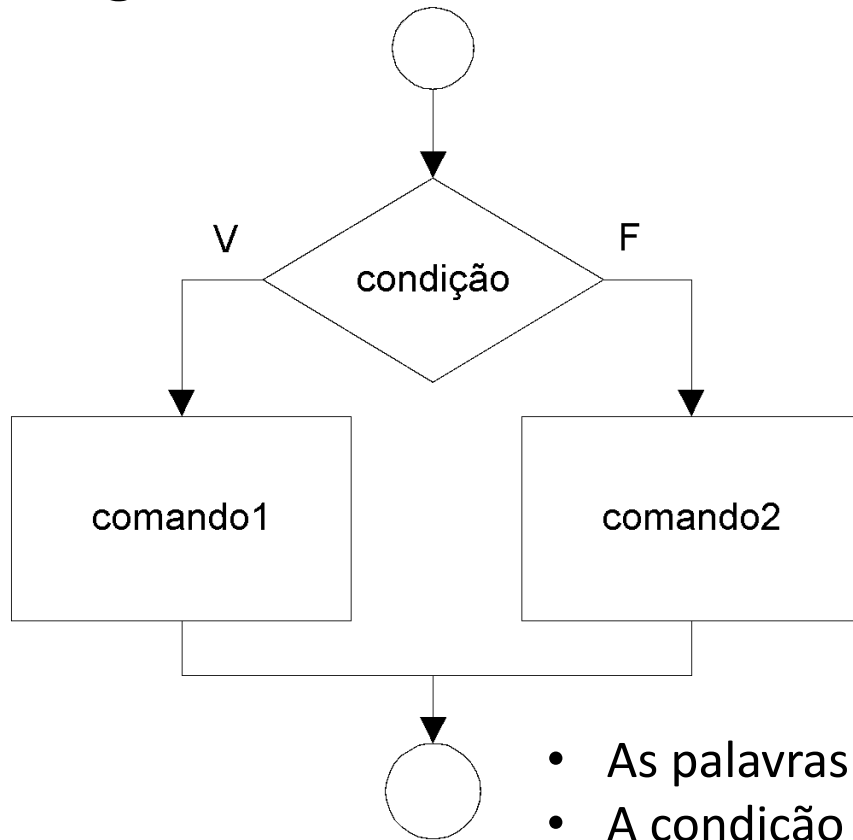 V
F
condição
comando1
comando2
• As palavras
• A condição